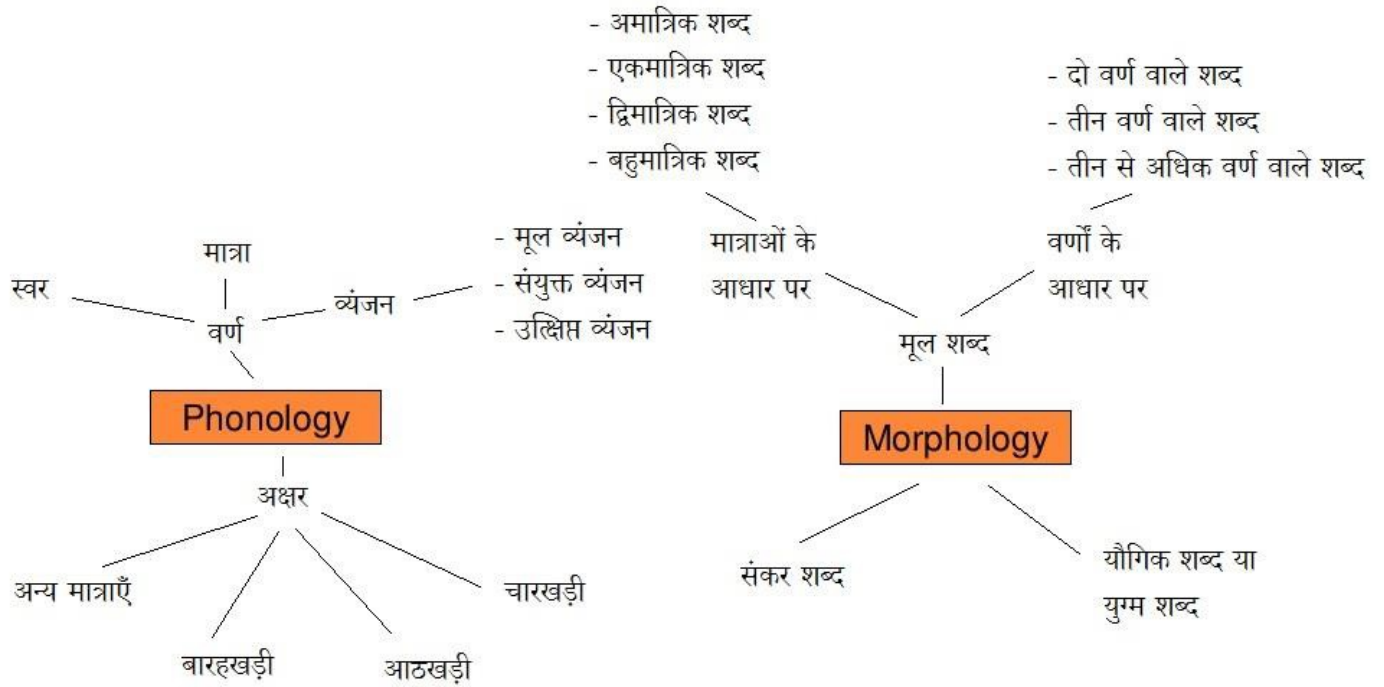 - अमात्रिक शब्द
- एकमात्रिक शब्द
- द्विमात्रिक शब्द
- बहुमात्रिक शब्द
- दो वर्ण वाले शब्द
- तीन वर्ण वाले शब्द
- तीन से अधिक वर्ण वाले शब्द
मात्रा
स्वर
व्यंजन
वर्ण
- मूल व्यंजन
- संयुक्त व्यंजन
- उत्क्षिप्त व्यंजन
मात्राओं के
आधार पर
वर्णों के
आधार पर
मूल शब्द
Phonology
Morphology
अक्षर
अन्य मात्राएँ
बारहखड़ी
आठखड़ी
चारखड़ी
संकर शब्द
यौगिक शब्द या
युग्म शब्द